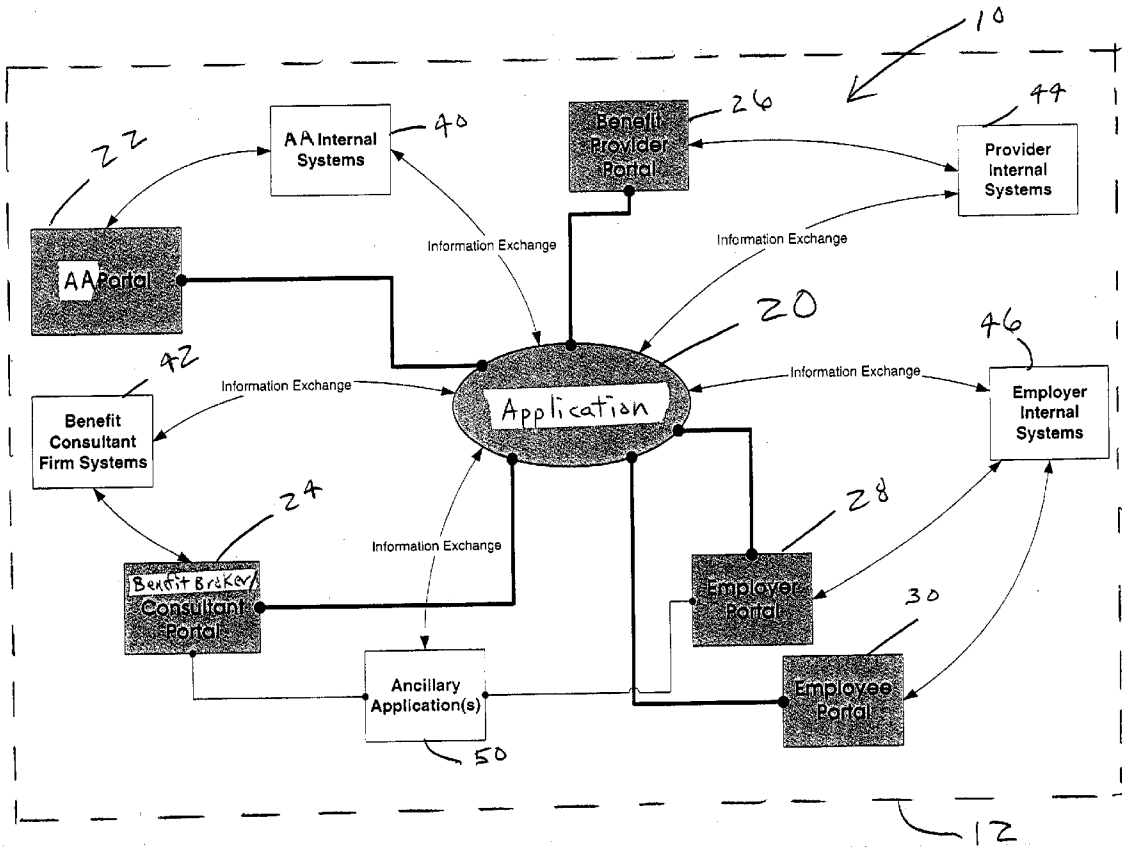 10
22
AA Internal
Systems
40
Benefit
Provider
Portal
26
44
Provider
Internal
Systems
AA Portal
Information Exchange
Information Exchange
20
42
46
Information Exchange
Information Exchange
Benefit
Consultant
Firm Systems
Application
Employer
Internal
Systems
24
28
Information Exchange
Benefit Broker/
Consultant
Portal
Employer
Portal
30
Ancillary
Application(s)
Employee
Portal
50
12